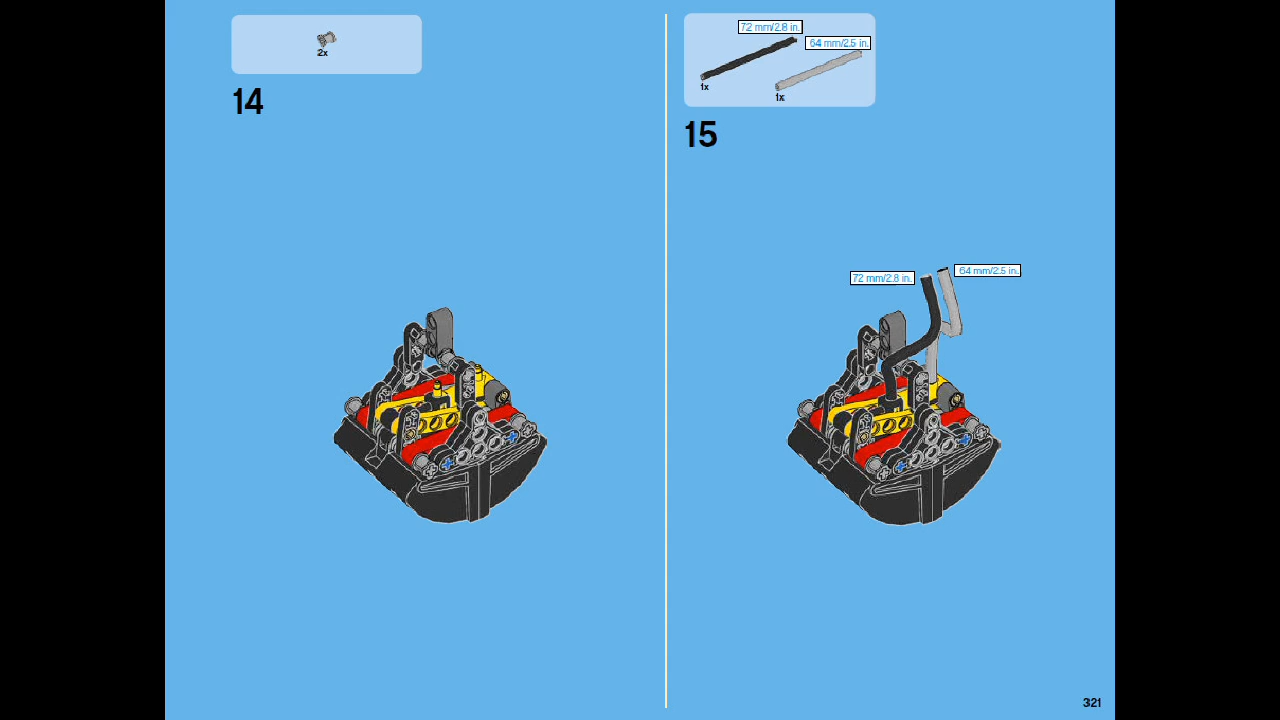 2x
14
72 mm/2.8 in.
64 mm/2.5 in.
1x
1x
15
72 mm/2.8 in.
64 mm/2.5 in.
321